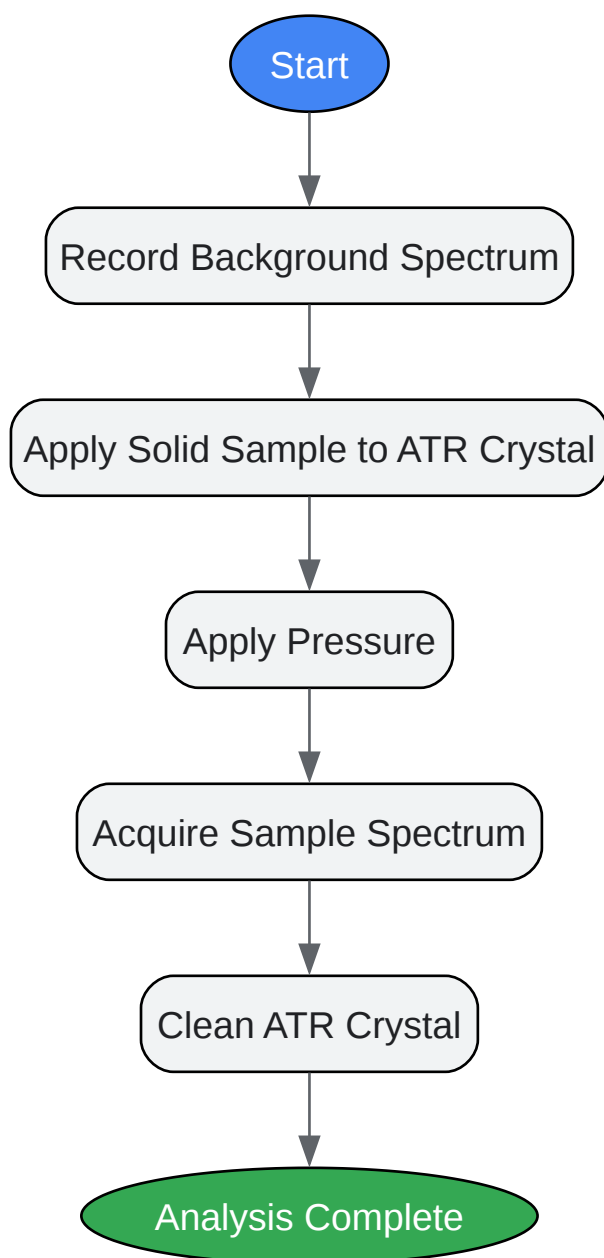 Start
Record Background Spectrum
Apply Solid Sample to ATR Crystal
Apply Pressure
Acquire Sample Spectrum
Clean ATR Crystal
Analysis Complete